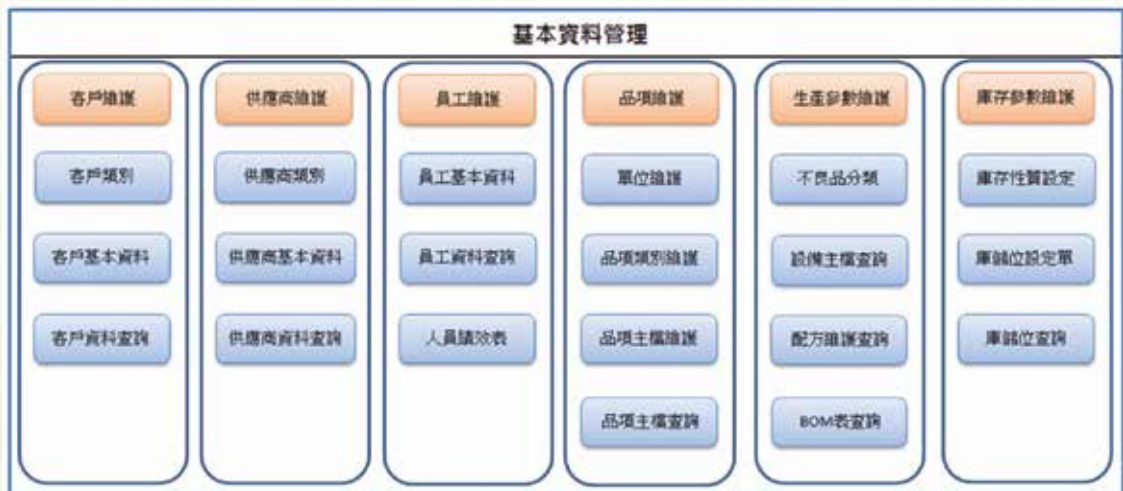 基本資料管理
客戶維護
客戶類別
客戶基本資料
客戶資料查詢
供應商維護
供應商類別
供應商基本資料
供應商資料查詢
員工維護
員工基本資料
員工資料查詢
人員績效表
品項維護
單位維護
品項類別維護
品項主檔維護
品項主檔查詢
生產參數維護
不良品分類
設備主檔查詢
配方維護查詢
BOM表查詢
庫存參數維護
庫存性質設定
庫儲位設定單
庫儲位查詢